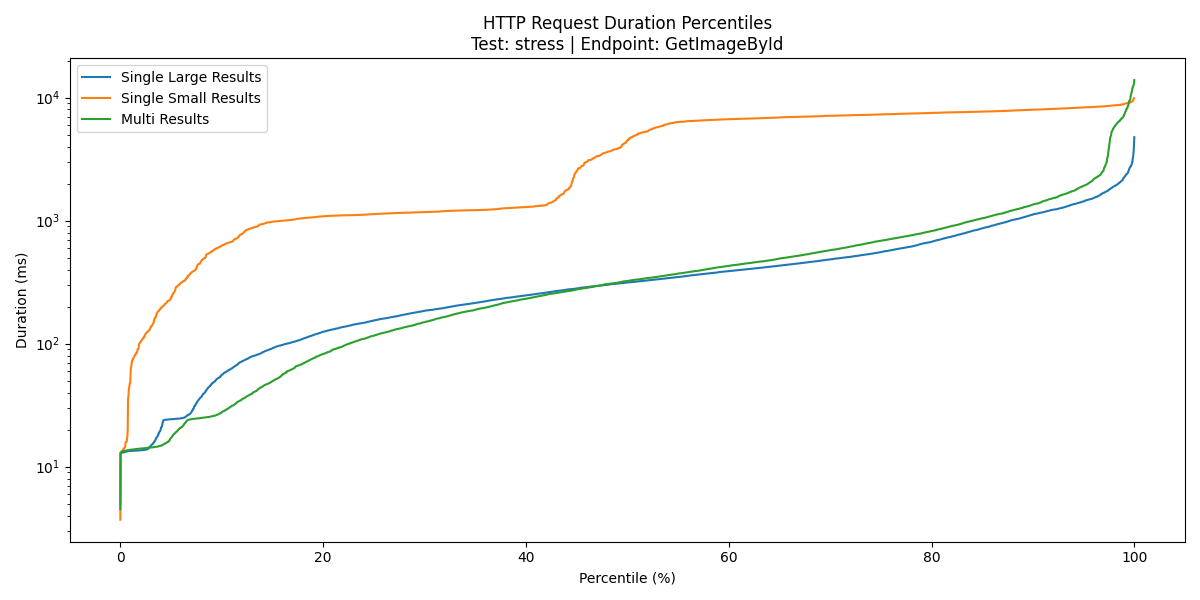 HTTP Request Duration Percentiles
Test: stress | Endpoint: GetImageById
Single Large Results
Single Small Results
Multi Results
Duration (ms)
10^4
10^3
10^2
10^1
0 20 40 60 80 100
Percentile (%)